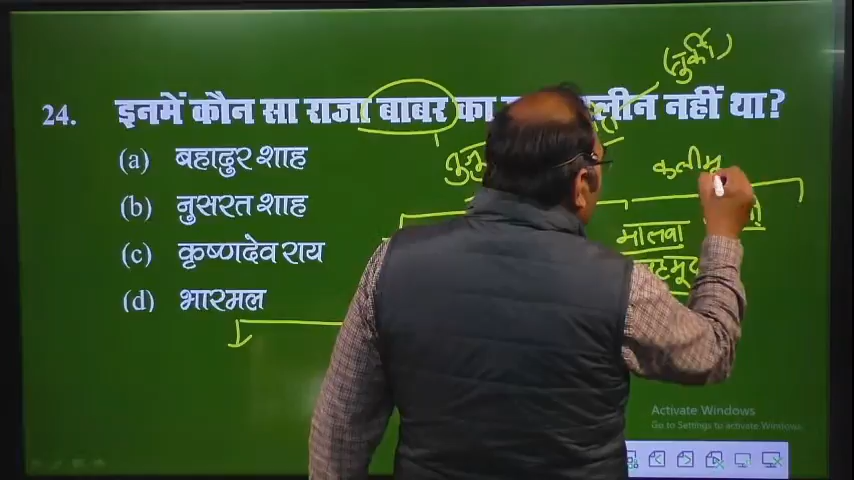 (तुर्की)
24. इनमें कौन सा राजा बाबर का लीन नहीं था?
(a) बहादुर शाह
(b) नुसरत शाह
(c) कृष्णदेव राय
(d) भारमल
मालवा
Activate Windows
Go to Settings to activate Windows.